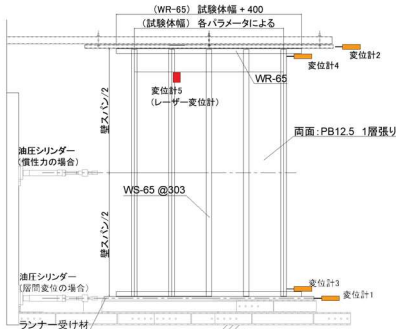 (WR-65) 試験体幅 + 400
(試験体幅) 各パラメータによる
変位計2
変位計4
WR-65
変位計5
(レーザー変位計)
壁スパン/2
両面:PB12.5 1層張り
油圧シリンダー
(慣性力の場合)
WS-65 @303
壁スパン/2
油圧シリンダー
(層間変位の場合)
変位計3
変位計1
ランナー受け材